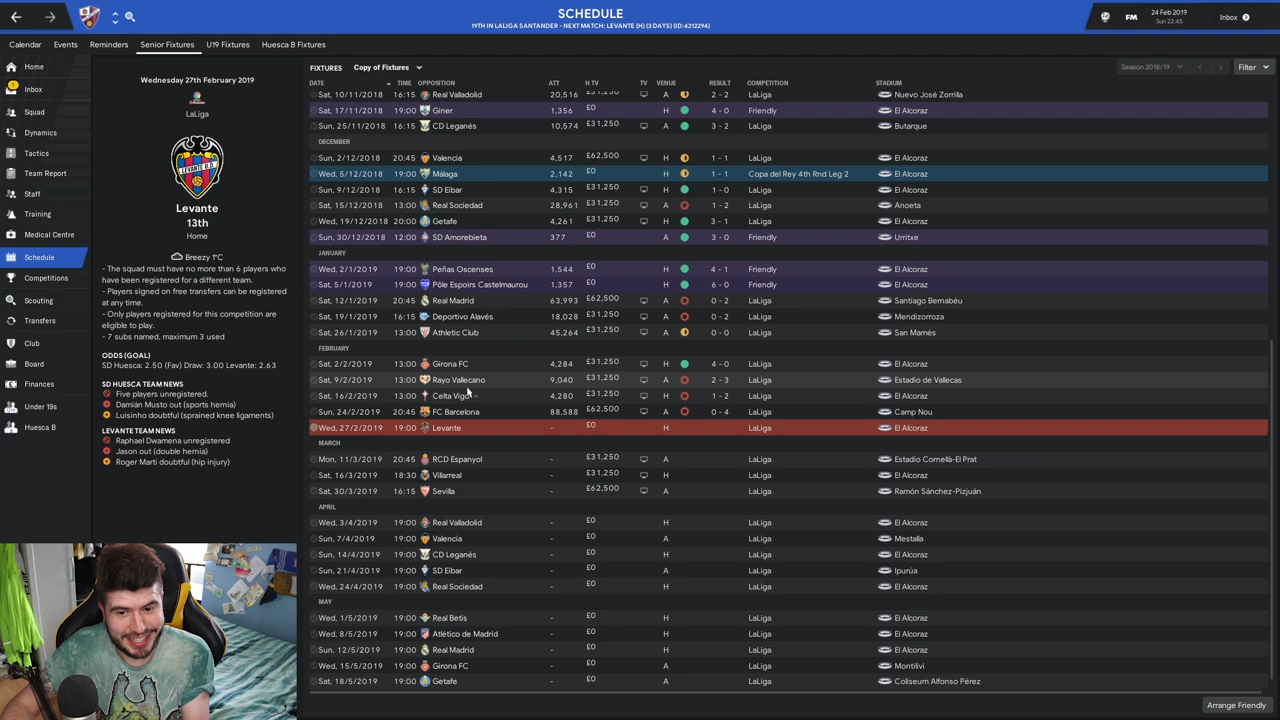 SCHEDULE
19TH IN LALIGA SANTANDER - NEXT MATCH: LEVANTE (H) (3 DAYS) (ID:4212294)
FM 24 Feb 2019 Sun 22:45 Inbox
Calendar Events Reminders Senior Fixtures U19 Fixtures Huesca B Fixtures
Home
Inbox
Squad
Dynamics
Tactics
Team Report
Staff
Training
Medical Centre
Schedule
Competitions
Scouting
Transfers
Club
Board
Finances
Under 19s
Huesca B
Wednesday 27th February 2019
LaLiga
LEVANTE U.D.
Levante
13th
Home
Breezy 1°C
- The squad must have no more than 6 players who
have been registered for a different team.
- Players signed on free transfers can be registered
at any time.
- Only players registered for this competition are
eligible to play.
- 7 subs named, maximum 3 used
ODDS (GOAL)
SD Huesca: 2.50 (Fav) Draw: 3.00 Levante: 2.63
SD HUESCA TEAM NEWS
Five players unregistered.
Damián Musto out (sports hernia)
Luisinho doubtful (sprained knee ligaments)
LEVANTE TEAM NEWS
Raphael Dwamena unregistered
Jason out (double hernia)
Roger Martí doubtful (hip injury)
FIXTURES Copy of Fixtures Season 2018/19 Filter
DATE TIME OPPOSITION ATT H TV TV VENUE RESULT COMPETITION STADIUM
Sat, 10/11/2018 16:15 Real Valladolid 20,516 £31,250 A 2 - 2 LaLiga Nuevo José Zorrilla
Sat, 17/11/2018 19:00 Giner 1,356 £0 H 4 - 0 Friendly El Alcoraz
Sun, 25/11/2018 16:15 CD Leganés 10,574 £31,250 A 3 - 2 LaLiga Butarque
DECEMBER
Sun, 2/12/2018 20:45 Valencia 4,517 £62,500 H 1 - 1 LaLiga El Alcoraz
Wed, 5/12/2018 19:00 Málaga 2,142 £0 H 1 - 1 Copa del Rey 4th Rnd Leg 2 El Alcoraz
Sun, 9/12/2018 16:15 SD Eibar 4,315 £31,250 H 1 - 0 LaLiga El Alcoraz
Sat, 15/12/2018 13:00 Real Sociedad 28,961 £31,250 A 1 - 2 LaLiga Anoeta
Wed, 19/12/2018 20:00 Getafe 4,261 £31,250 H 3 - 1 LaLiga El Alcoraz
Sun, 30/12/2018 12:00 SD Amorebieta 377 £0 A 3 - 0 Friendly Urritxe
JANUARY
Wed, 2/1/2019 19:00 Peñas Oscenses 1,544 £0 H 4 - 1 Friendly El Alcoraz
Sat, 5/1/2019 19:00 Pôle Espoirs Castelmaurou 1,357 £0 H 6 - 0 Friendly El Alcoraz
Sat, 12/1/2019 20:45 Real Madrid 63,993 £62,500 A 0 - 2 LaLiga Santiago Bernabéu
Sat, 19/1/2019 16:15 Deportivo Alavés 18,028 £31,250 A 0 - 2 LaLiga Mendizorroza
Sat, 26/1/2019 13:00 Athletic Club 45,264 £31,250 A 0 - 0 LaLiga San Mamés
FEBRUARY
Sat, 2/2/2019 13:00 Girona FC 4,284 £31,250 H 4 - 0 LaLiga El Alcoraz
Sat, 9/2/2019 13:00 Rayo Vallecano 9,040 £31,250 A 2 - 3 LaLiga Estadio de Vallecas
Sat, 16/2/2019 13:00 Celta Vigo 4,280 £31,250 H 1 - 2 LaLiga El Alcoraz
Sun, 24/2/2019 20:45 FC Barcelona 88,588 £62,500 A 0 - 4 LaLiga Camp Nou
Wed, 27/2/2019 19:00 Levante - £0 H LaLiga El Alcoraz
MARCH
Mon, 11/3/2019 20:45 RCD Espanyol - £31,250 A LaLiga Estadio Cornellà-El Prat
Sat, 16/3/2019 18:30 Villarreal - £31,250 H LaLiga El Alcoraz
Sat, 30/3/2019 16:15 Sevilla - £62,500 A LaLiga Ramón Sánchez-Pizjuán
APRIL
Wed, 3/4/2019 19:00 Real Valladolid - £0 H LaLiga El Alcoraz
Sun, 7/4/2019 19:00 Valencia - £0 A LaLiga Mestalla
Sun, 14/4/2019 19:00 CD Leganés - £0 H LaLiga El Alcoraz
Sun, 21/4/2019 19:00 SD Eibar - £0 A LaLiga Ipurúa
Wed, 24/4/2019 19:00 Real Sociedad - £0 H LaLiga El Alcoraz
MAY
Wed, 1/5/2019 19:00 Real Betis - £0 H LaLiga El Alcoraz
Wed, 8/5/2019 19:00 Atlético de Madrid - £0 H LaLiga El Alcoraz
Sun, 12/5/2019 19:00 Real Madrid - £0 H LaLiga El Alcoraz
Wed, 15/5/2019 19:00 Girona FC - £0 A LaLiga Montilivi
Sat, 18/5/2019 19:00 Getafe - £0 A LaLiga Coliseum Alfonso Pérez
Arrange Friendly